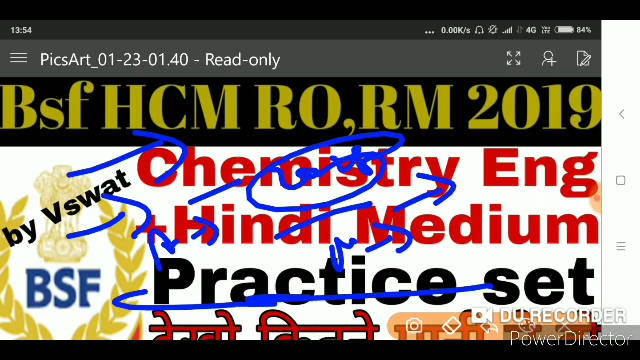 13:54 ... 0.00K/s 4G 84%
PicsArt_01-23-01.40 - Read-only
Bsf HCM RO,RM 2019
Chemistry Eng
by Vswat
+Hindi Medium
BSF
Practice set
DU RECORDER
देखो कितने
PowerDirector